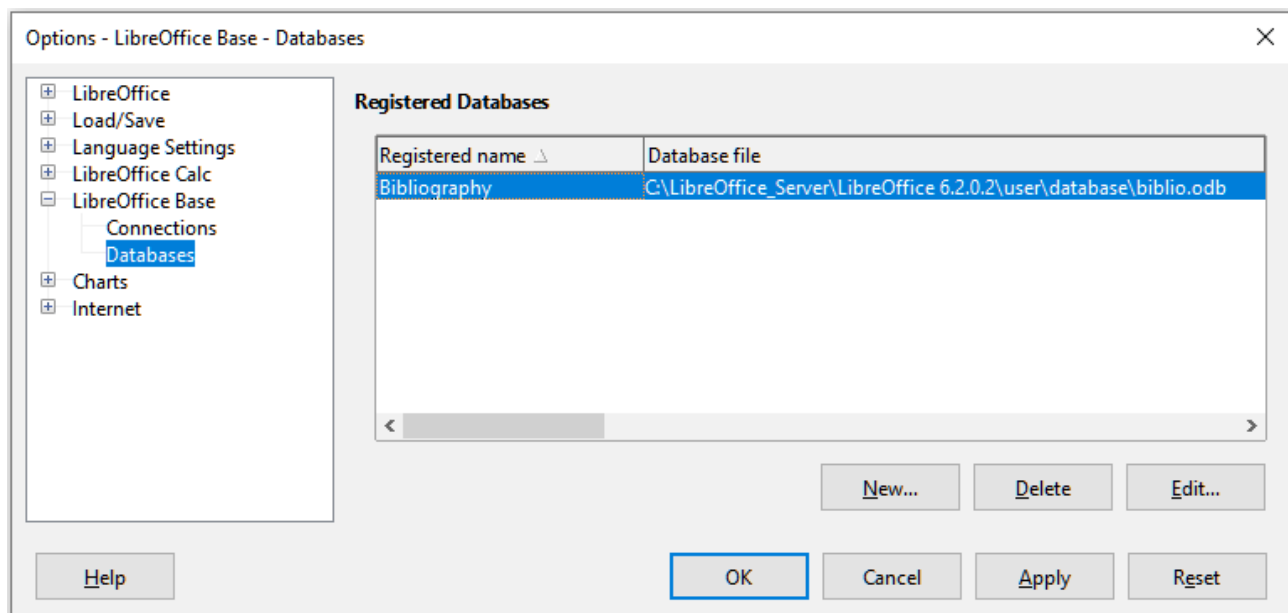 Options - LibreOffice Base - Databases
LibreOffice
Load/Save
Language Settings
LibreOffice Calc
LibreOffice Base
Connections
Databases
Charts
Internet
Registered Databases
Registered name Database file
Bibliography C:\LibreOffice_Server\LibreOffice 6.2.0.2\user\database\biblio.odb
New... Delete Edit...
Help OK Cancel Apply Reset